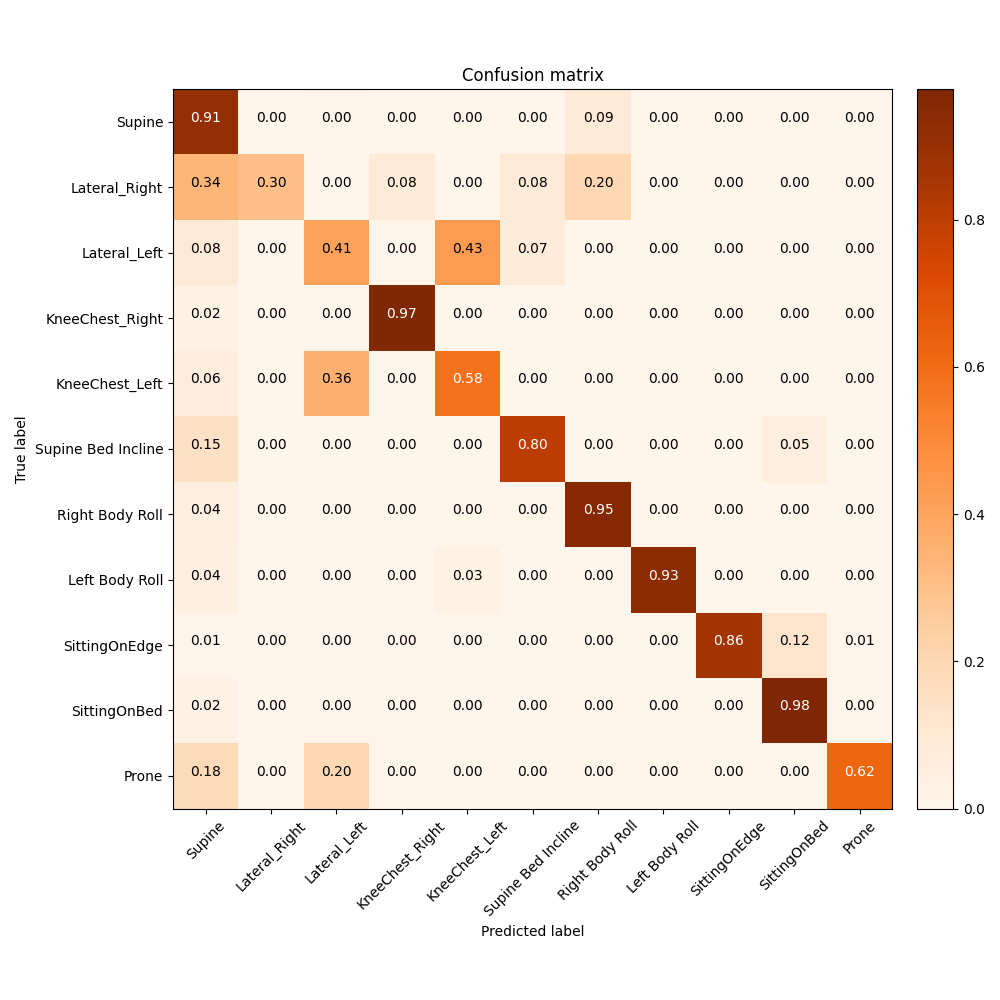 Confusion matrix
Supine 0.91 0.00 0.00 0.00 0.00 0.00 0.09 0.00 0.00 0.00 0.00
Lateral_Right 0.34 0.30 0.00 0.08 0.00 0.08 0.20 0.00 0.00 0.00 0.00
Lateral_Left 0.08 0.00 0.41 0.00 0.43 0.07 0.00 0.00 0.00 0.00 0.00
KneeChest_Right 0.02 0.00 0.00 0.97 0.00 0.00 0.00 0.00 0.00 0.00 0.00
KneeChest_Left 0.06 0.00 0.36 0.00 0.58 0.00 0.00 0.00 0.00 0.00 0.00
Supine Bed Incline 0.15 0.00 0.00 0.00 0.00 0.80 0.00 0.00 0.00 0.05 0.00
Right Body Roll 0.04 0.00 0.00 0.00 0.00 0.00 0.95 0.00 0.00 0.00 0.00
Left Body Roll 0.04 0.00 0.00 0.00 0.03 0.00 0.00 0.93 0.00 0.00 0.00
SittingOnEdge 0.01 0.00 0.00 0.00 0.00 0.00 0.00 0.00 0.86 0.12 0.01
SittingOnBed 0.02 0.00 0.00 0.00 0.00 0.00 0.00 0.00 0.00 0.98 0.00
Prone 0.18 0.00 0.20 0.00 0.00 0.00 0.00 0.00 0.00 0.00 0.62
True label
Supine Lateral_Right Lateral_Left KneeChest_Right KneeChest_Left Supine Bed Incline Right Body Roll Left Body Roll SittingOnEdge SittingOnBed Prone
Predicted label
0.8
0.6
0.4
0.2
0.0